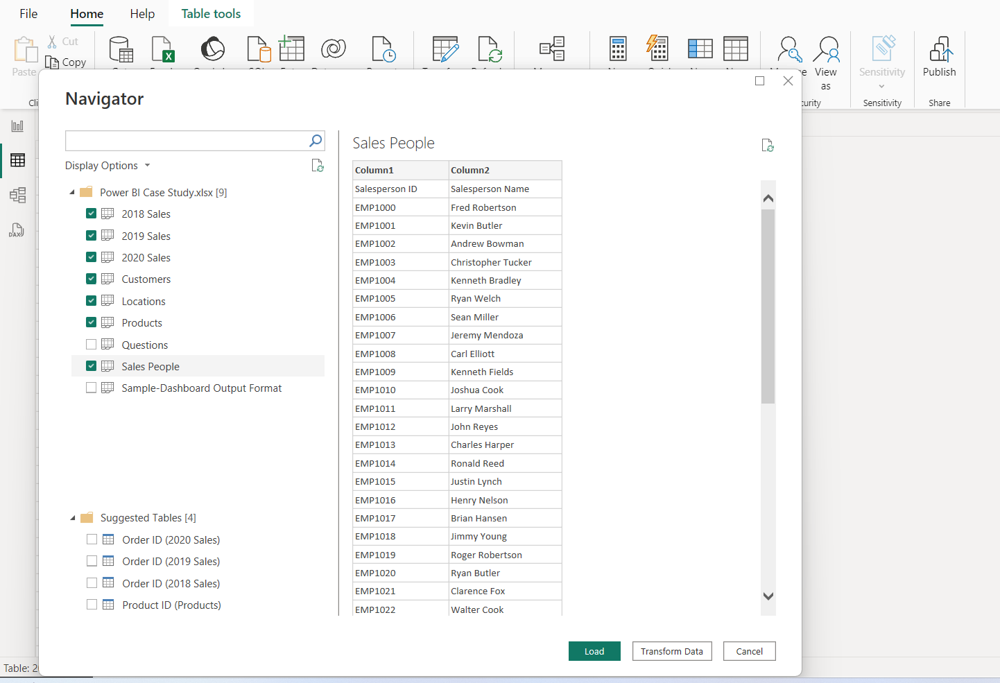 File Home Help Table tools
Cut
Copy
Paste
View
as
Sensitivity
Publish
Sensitivity
Share
Navigator
Display Options
Power BI Case Study.xlsx [9]
2018 Sales
2019 Sales
2020 Sales
Customers
Locations
Products
Questions
Sales People
Sample-Dashboard Output Format
Suggested Tables [4]
Order ID (2020 Sales)
Order ID (2019 Sales)
Order ID (2018 Sales)
Product ID (Products)
Sales People
Column1 Column2
Salesperson ID Salesperson Name
EMP1000 Fred Robertson
EMP1001 Kevin Butler
EMP1002 Andrew Bowman
EMP1003 Christopher Tucker
EMP1004 Kenneth Bradley
EMP1005 Ryan Welch
EMP1006 Sean Miller
EMP1007 Jeremy Mendoza
EMP1008 Carl Elliott
EMP1009 Kenneth Fields
EMP1010 Joshua Cook
EMP1011 Larry Marshall
EMP1012 John Reyes
EMP1013 Charles Harper
EMP1014 Ronald Reed
EMP1015 Justin Lynch
EMP1016 Henry Nelson
EMP1017 Brian Hansen
EMP1018 Jimmy Young
EMP1019 Roger Robertson
EMP1020 Ryan Butler
EMP1021 Clarence Fox
EMP1022 Walter Cook
Load Transform Data Cancel
Table: 2
DAX